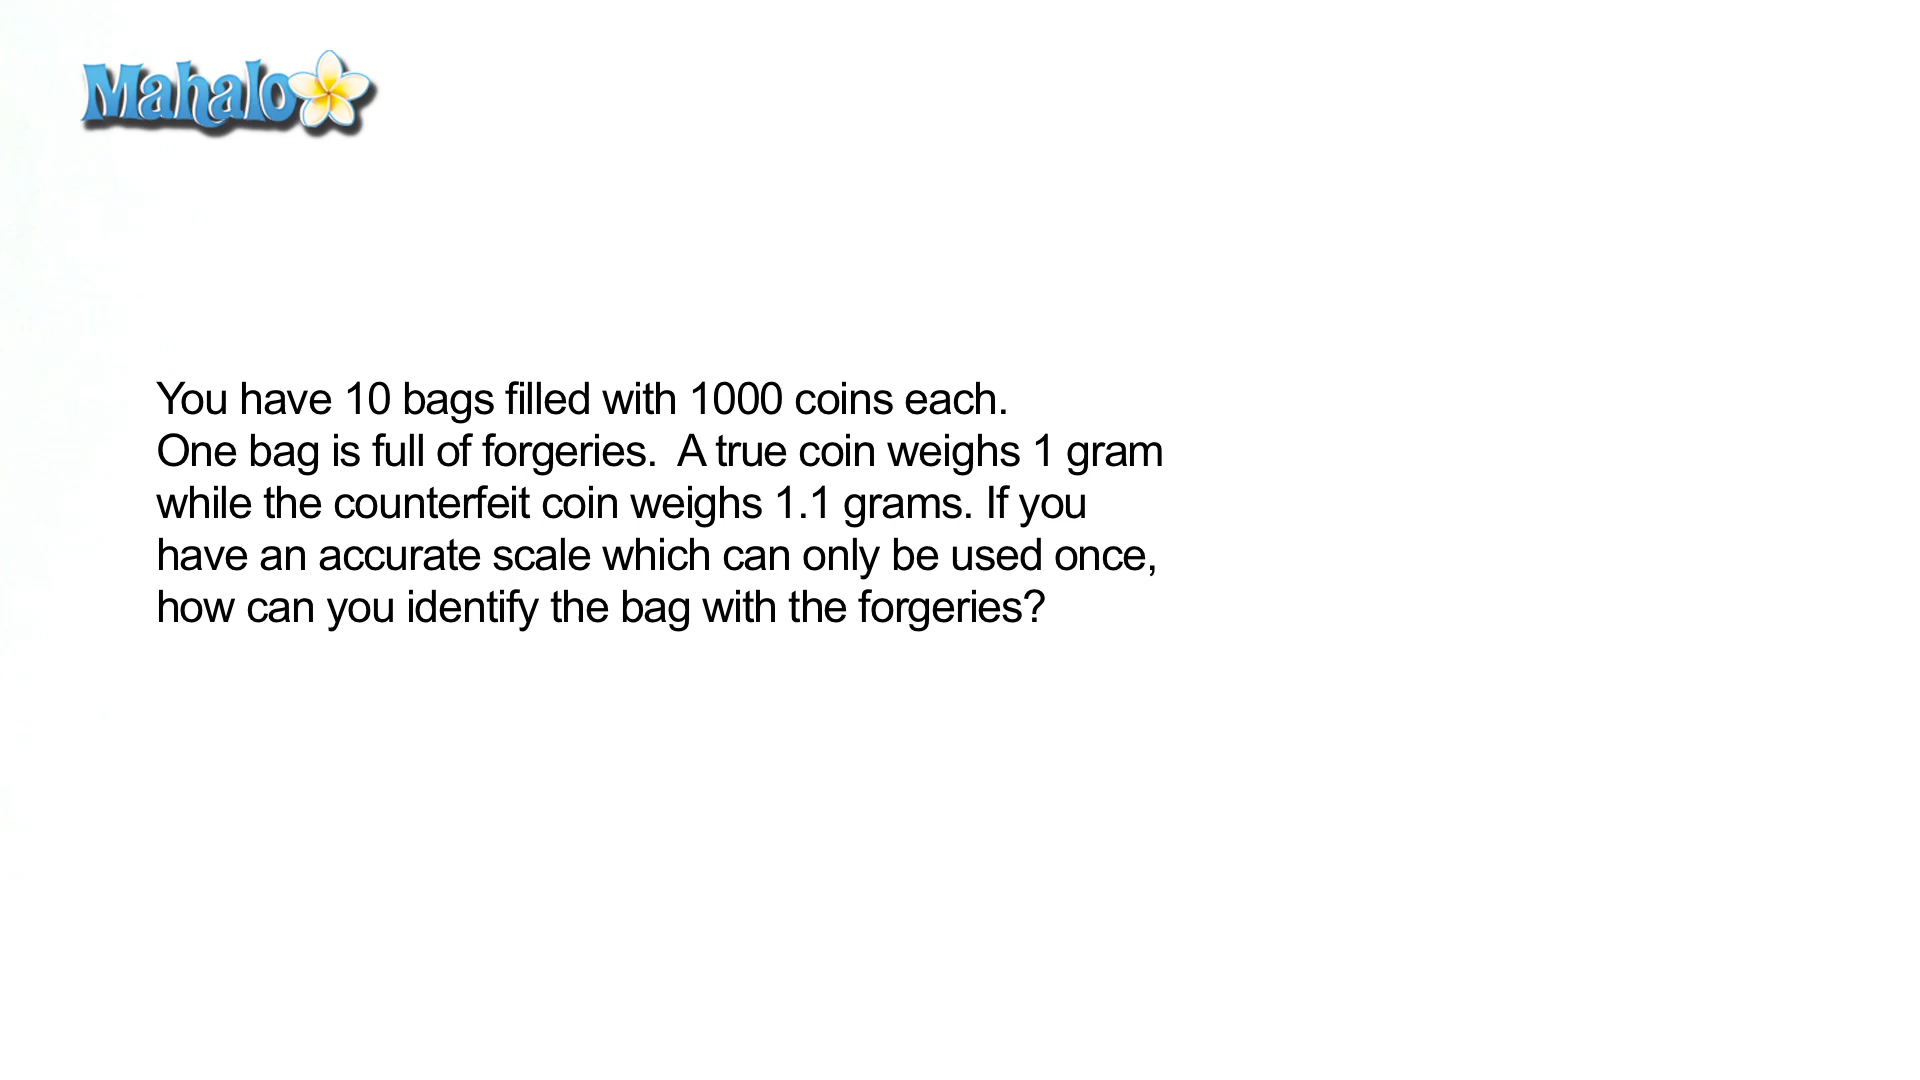 Mahalo
You have 10 bags filled with 1000 coins each.
One bag is full of forgeries.  A true coin weighs 1 gram
while the counterfeit coin weighs 1.1 grams. If you
have an accurate scale which can only be used once,
how can you identify the bag with the forgeries?